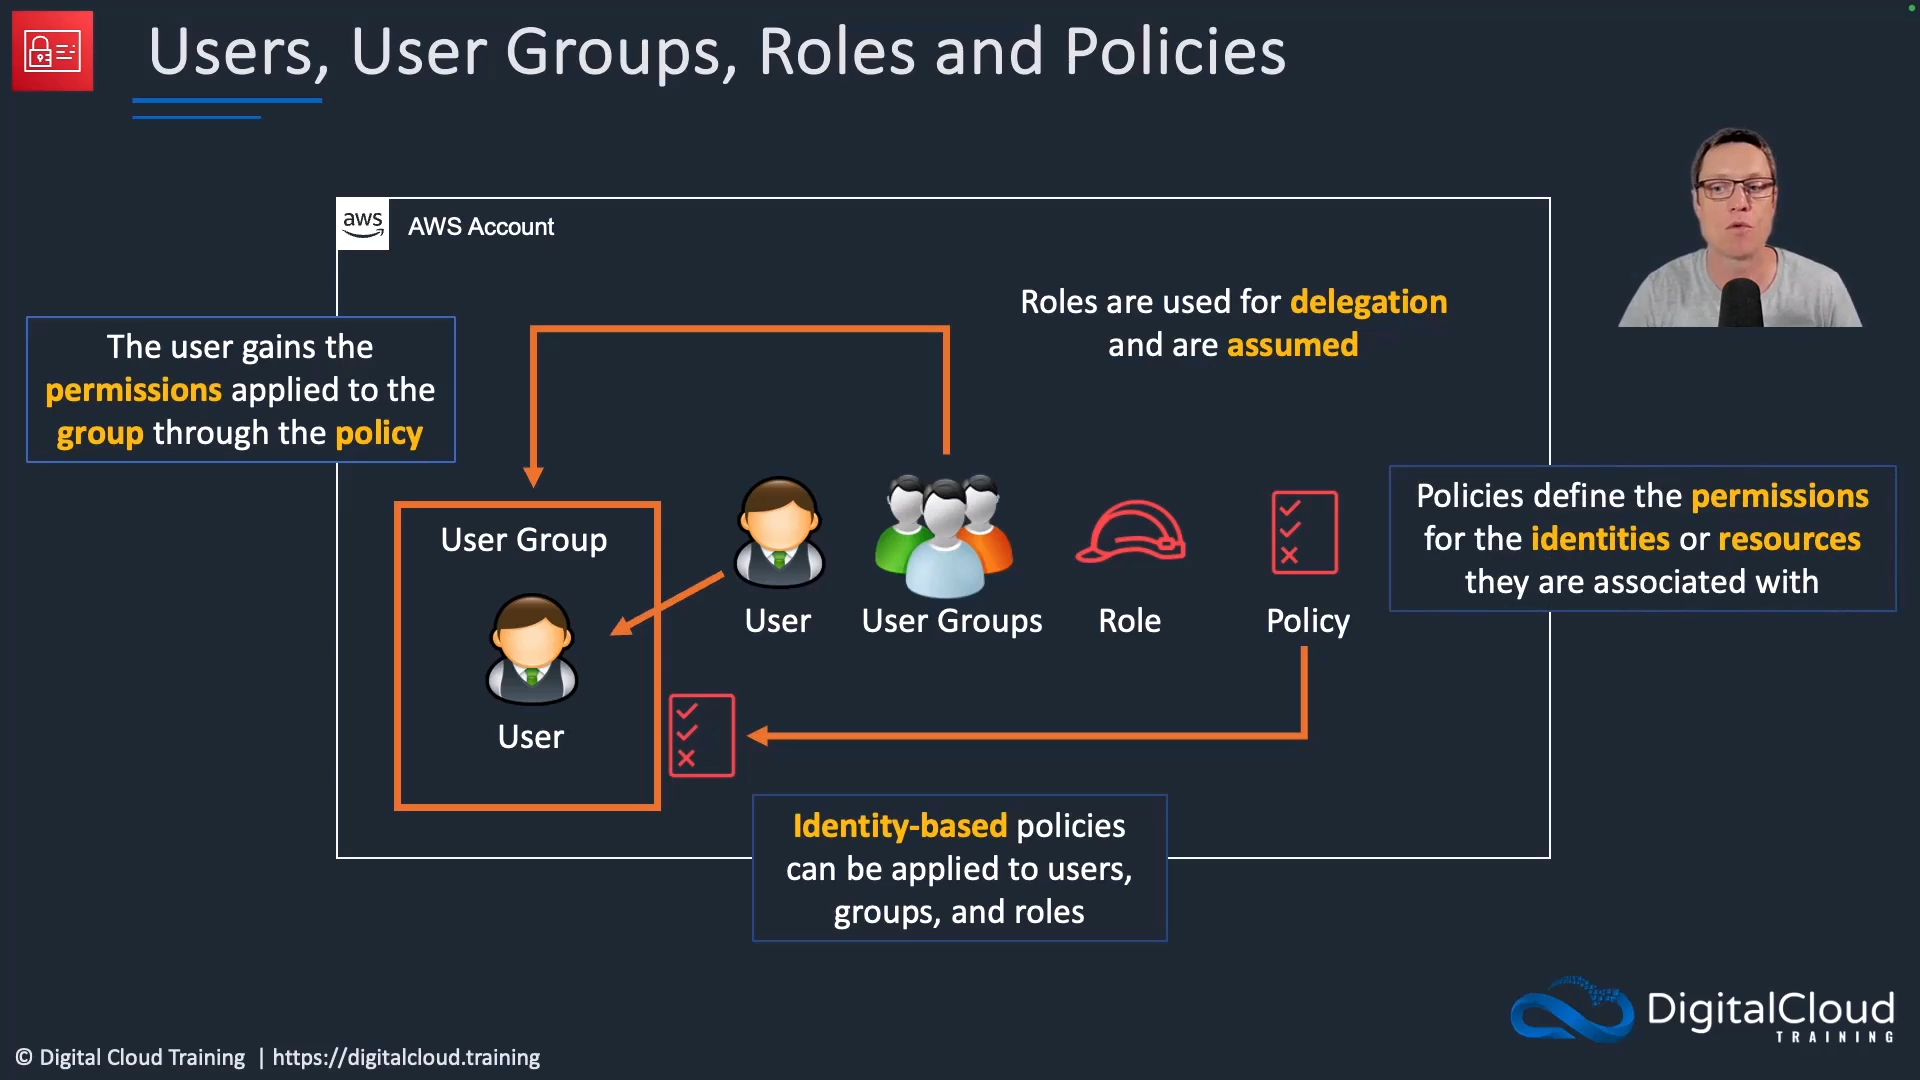 Users, User Groups, Roles and Policies
aws
AWS Account
Roles are used for delegation
and are assumed
The user gains the
permissions applied to the
group through the policy
User Group
User
User
User Groups
Role
Policy
Policies define the permissions
for the identities or resources
they are associated with
Identity-based policies
can be applied to users,
groups, and roles
DigitalCloud
TRAINING
© Digital Cloud Training | https://digitalcloud.training